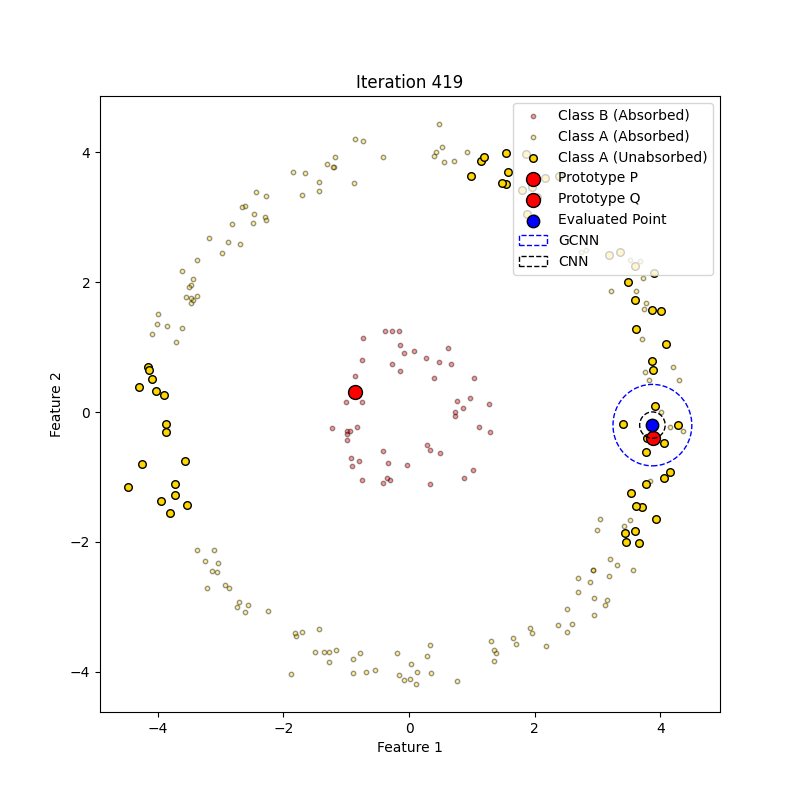 Iteration 419
Class B (Absorbed)
Class A (Absorbed)
Class A (Unabsorbed)
Prototype P
Prototype Q
Evaluated Point
GCNN
CNN
4
2
0
−2
−4
Feature 2
−4
−2
0
2
4
Feature 1